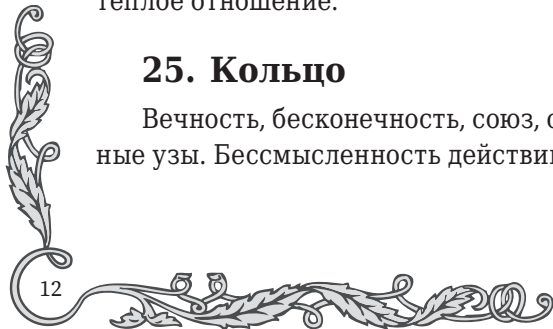 теплое отношение.
25. Кольцо
Вечность, бесконечность, союз,
ные узы. Бессмысленность
12